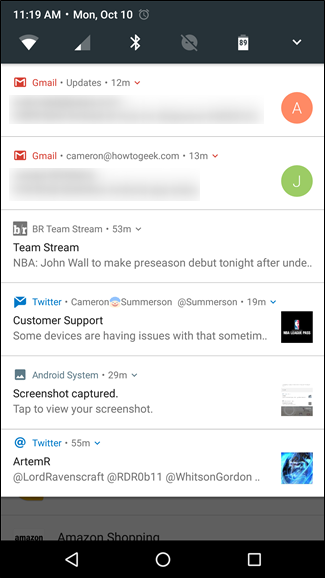 11:19 AM • Mon, Oct 10
89
Gmail • Updates • 12m
A
Gmail • cameron@howtogeek.com • 13m
J
br BR Team Stream • 53m
Team Stream
NBA: John Wall to make preseason debut tonight after unde..
Twitter • Cameron Summerson @Summerson • 19m
Customer Support
Some devices are having issues with that sometim..
NBA LEAGUE PASS
Android System • 29m
Screenshot captured.
Tap to view your screenshot.
@ Twitter • 55m
ArtemR
@LordRavenscraft @RDR0b11 @WhitsonGordon ..
amazon Amazon Shopping